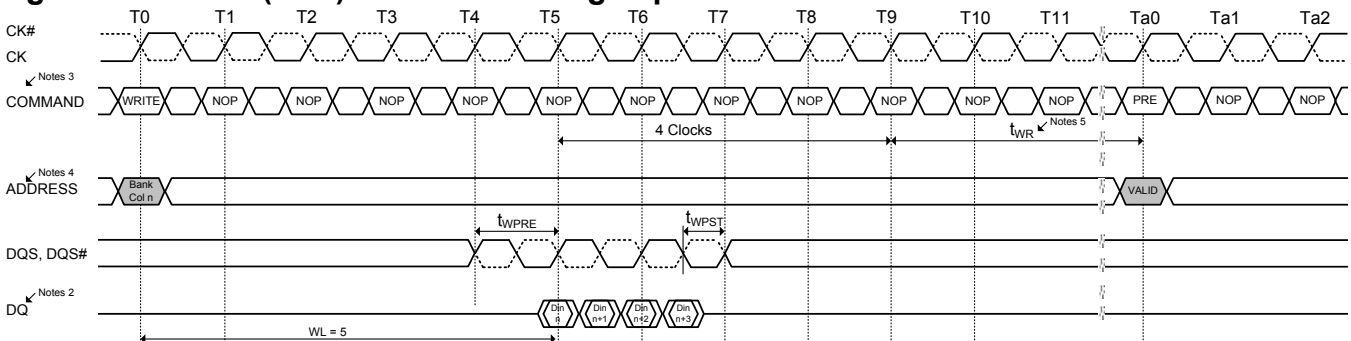 T0 T1 T2 T3 T4 T5 T6 T7 T8 T9 T10 T11 Ta0 Ta1 Ta2
CK#
CK
Notes 3
COMMAND WRITE NOP NOP NOP NOP NOP NOP NOP NOP NOP NOP NOP PRE NOP NOP
4 Clocks tWR Notes 5
Notes 4
ADDRESS Bank Col n VALID
tWPRE tWPST
DQS, DQS#
Notes 2
DQ Din n Din n+1 Din n+2 Din n+3
WL = 5